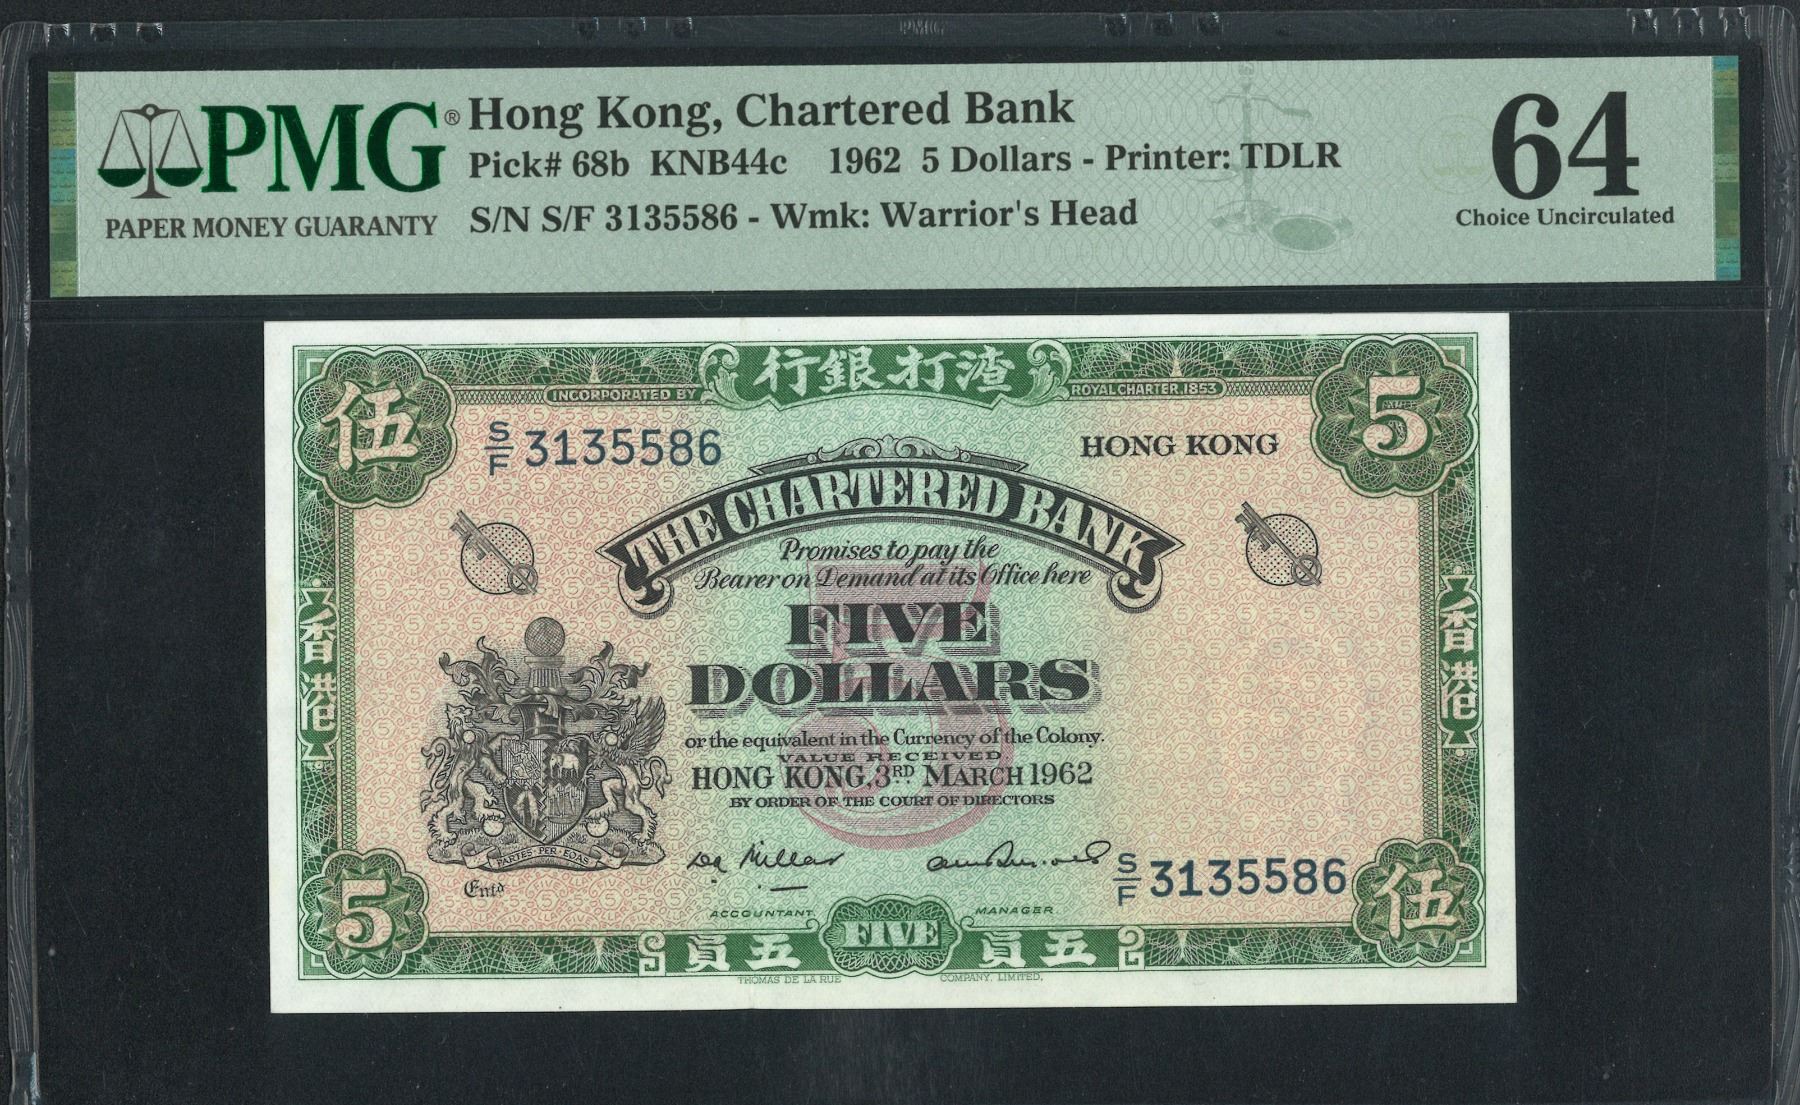 PMG
PMG®
PAPER MONEY GUARANTY
Hong Kong, Chartered Bank
Pick# 68b KNB44c 1962 5 Dollars - Printer: TDLR
S/N S/F 3135586 - Wmk: Warrior's Head
64
Choice Uncirculated
行銀打渣
INCORPORATED BY ROYAL CHARTER 1853
伍
5
S/F 3135586
HONG KONG
THE CHARTERED BANK
Promises to pay the
Bearer on Demand at its Office here
FIVE
DOLLARS
or the equivalent in the Currency of the Colony.
VALUE RECEIVED
HONG KONG, 3RD MARCH 1962
BY ORDER OF THE COURT OF DIRECTORS
香港
香港
PARTES·PER·EOAS
Entd
ACCOUNTANT.
MANAGER
S/F 3135586
5
伍
員五
FIVE
員五
THOMAS DE LA RUE COMPANY, LIMITED.